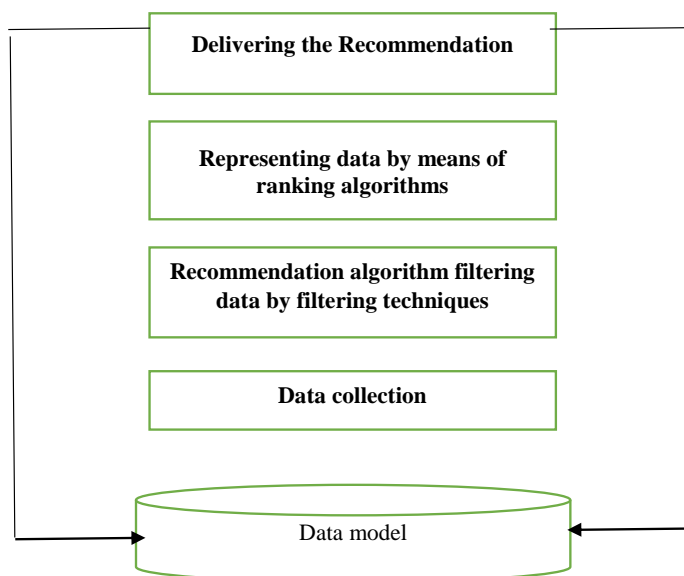 Delivering the Recommendation
Representing data by means of
ranking algorithms
Recommendation algorithm filtering
data by filtering techniques
Data collection
Data model